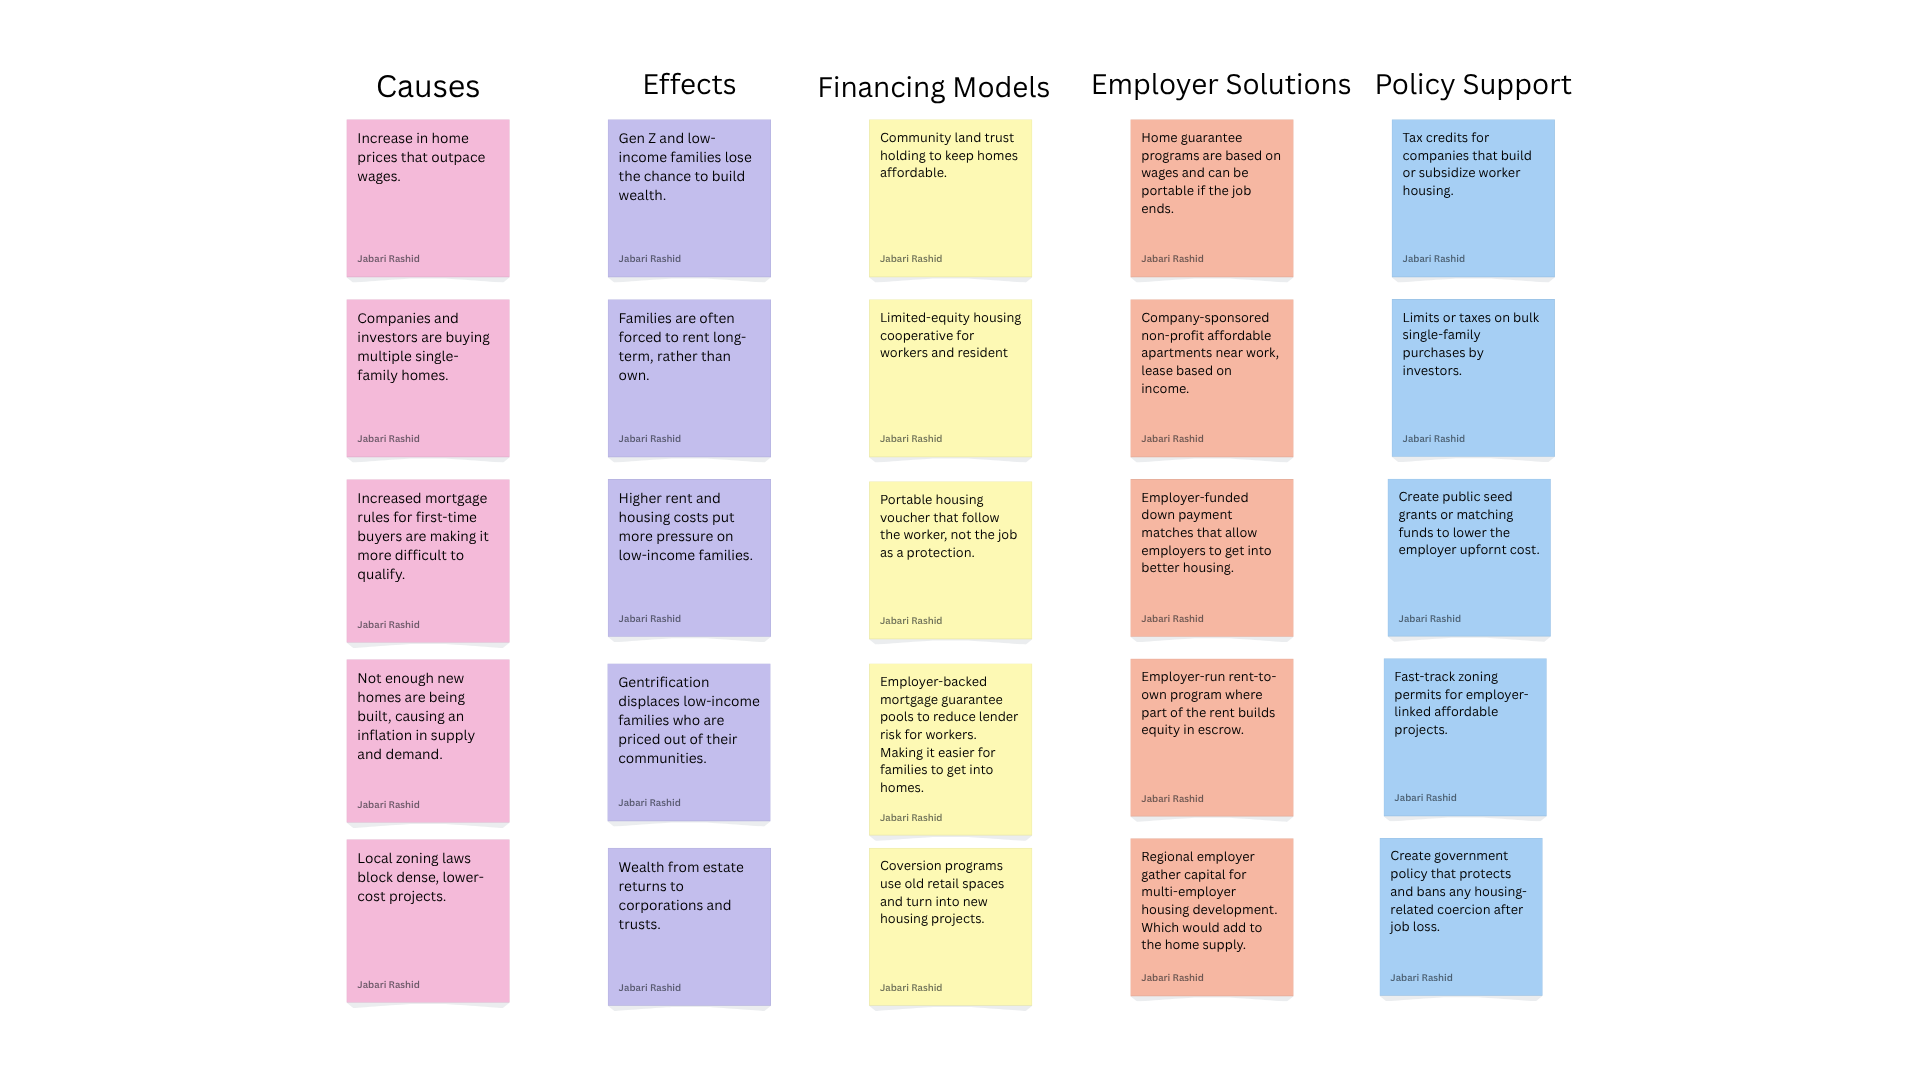 Causes
Increase in home
prices that outpace
wages.
Jabari Rashid
Companies and
investors are buying
multiple single-
family homes.
Jabari Rashid
Increased mortgage
rules for first-time
buyers are making it
more difficult to
qualify.
Jabari Rashid
Not enough new
homes are being
built, causing an
inflation in supply
and demand.
Jabari Rashid
Local zoning laws
block dense, lower-
cost projects.
Jabari Rashid
Effects
Gen Z and low-
income families lose
the chance to build
wealth.
Jabari Rashid
Families are often
forced to rent long-
term, rather than
own.
Jabari Rashid
Higher rent and
housing costs put
more pressure on
low-income families.
Jabari Rashid
Gentrification
displaces low-income
families who are
priced out of their
communities.
Jabari Rashid
Wealth from estate
returns to
corporations and
trusts.
Jabari Rashid
Financing Models
Community land trust
holding to keep homes
affordable.
Jabari Rashid
Limited-equity housing
cooperative for
workers and resident
Jabari Rashid
Portable housing
voucher that follow
the worker, not the job
as a protection.
Jabari Rashid
Employer-backed
mortgage guarantee
pools to reduce lender
risk for workers.
Making it easier for
families to get into
homes.
Jabari Rashid
Coversion programs
use old retail spaces
and turn into new
housing projects.
Jabari Rashid
Employer Solutions
Home guarantee
programs are based on
wages and can be
portable if the job
ends.
Jabari Rashid
Company-sponsored
non-profit affordable
apartments near work,
lease based on
income.
Jabari Rashid
Employer-funded
down payment
matches that allow
employers to get into
better housing.
Jabari Rashid
Employer-run rent-to-
own program where
part of the rent builds
equity in escrow.
Jabari Rashid
Regional employer
gather capital for
multi-employer
housing development.
Which would add to
the home supply.
Jabari Rashid
Policy Support
Tax credits for
companies that build
or subsidize worker
housing.
Jabari Rashid
Limits or taxes on bulk
single-family
purchases by
investors.
Jabari Rashid
Create public seed
grants or matching
funds to lower the
employer upfornt cost.
Jabari Rashid
Fast-track zoning
permits for employer-
linked affordable
projects.
Jabari Rashid
Create government
policy that protects
and bans any housing-
related coercion after
job loss.
Jabari Rashid